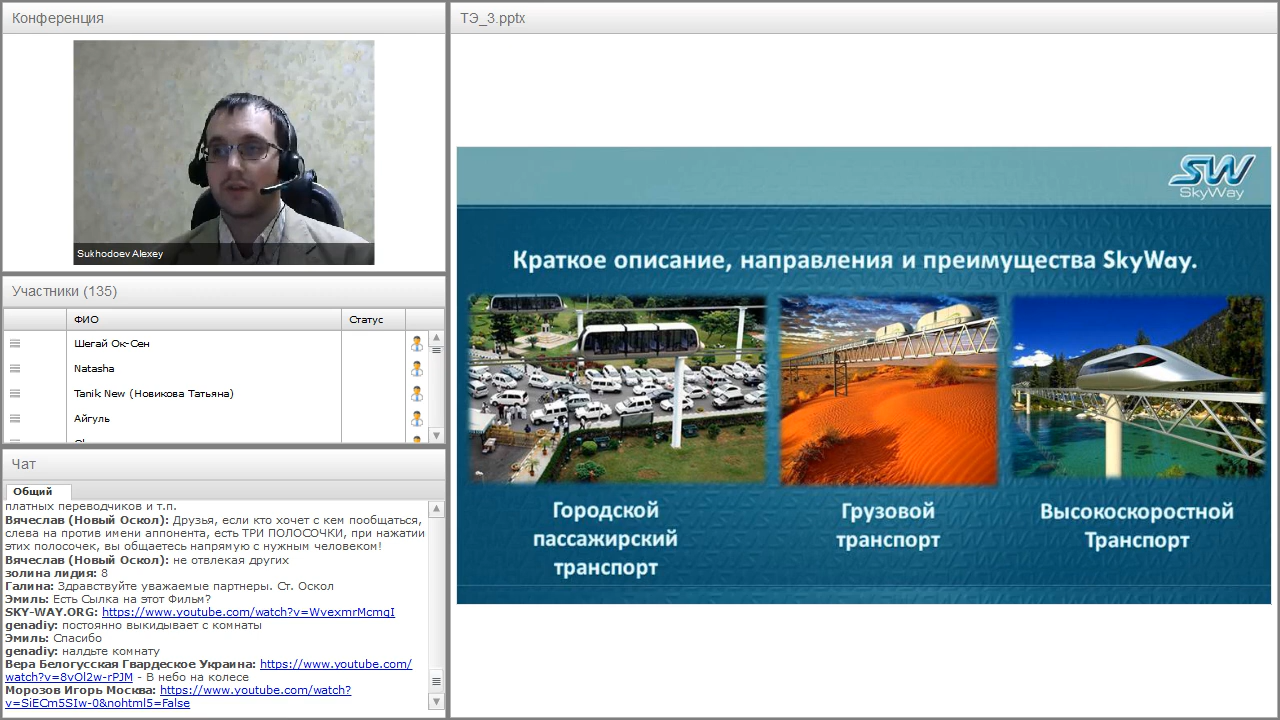 Конференция
Sukhodoev Alexey
Участники (135)
ФИО
Статус
Шегай Ок-Сен
Natasha
Tanik New (Новикова Татьяна)
Айгуль
Чат
Общий
платных переводчиков и т.п.
Вячеслав (Новый Оскол): Друзья, если кто хочет с кем пообщаться,
слева на против имени аппонента, есть ТРИ ПОЛОСОЧКИ, при нажатии
этих полосочек, вы общаетесь напрямую с нужным человеком!
Вячеслав (Новый Оскол): не отвлекая других
золина лидия: 8
Галина: Здравствуйте уважаемые партнеры. Ст. Оскол
Эмиль: Есть Сылка на этот Фильм?
SKY-WAY.ORG: https://www.youtube.com/watch?v=WvexmrMcmqI
genadiy: постоянно выкидывает с комнаты
Эмиль: Спасибо
genadiy: налдьте комнату
Вера Белогусская Гвардеское Украина: https://www.youtube.com/
watch?v=8vOl2w-rPJM - В небо на колесе
Морозов Игорь Москва: https://www.youtube.com/watch?
v=SiECm5SIw-0&nohtml5=False
ТЭ_3.pptx
SW
SkyWay
Краткое описание, направления и преимущества SkyWay.
Городской
пассажирский
транспорт
Грузовой
транспорт
Высокоскоростной
Транспорт